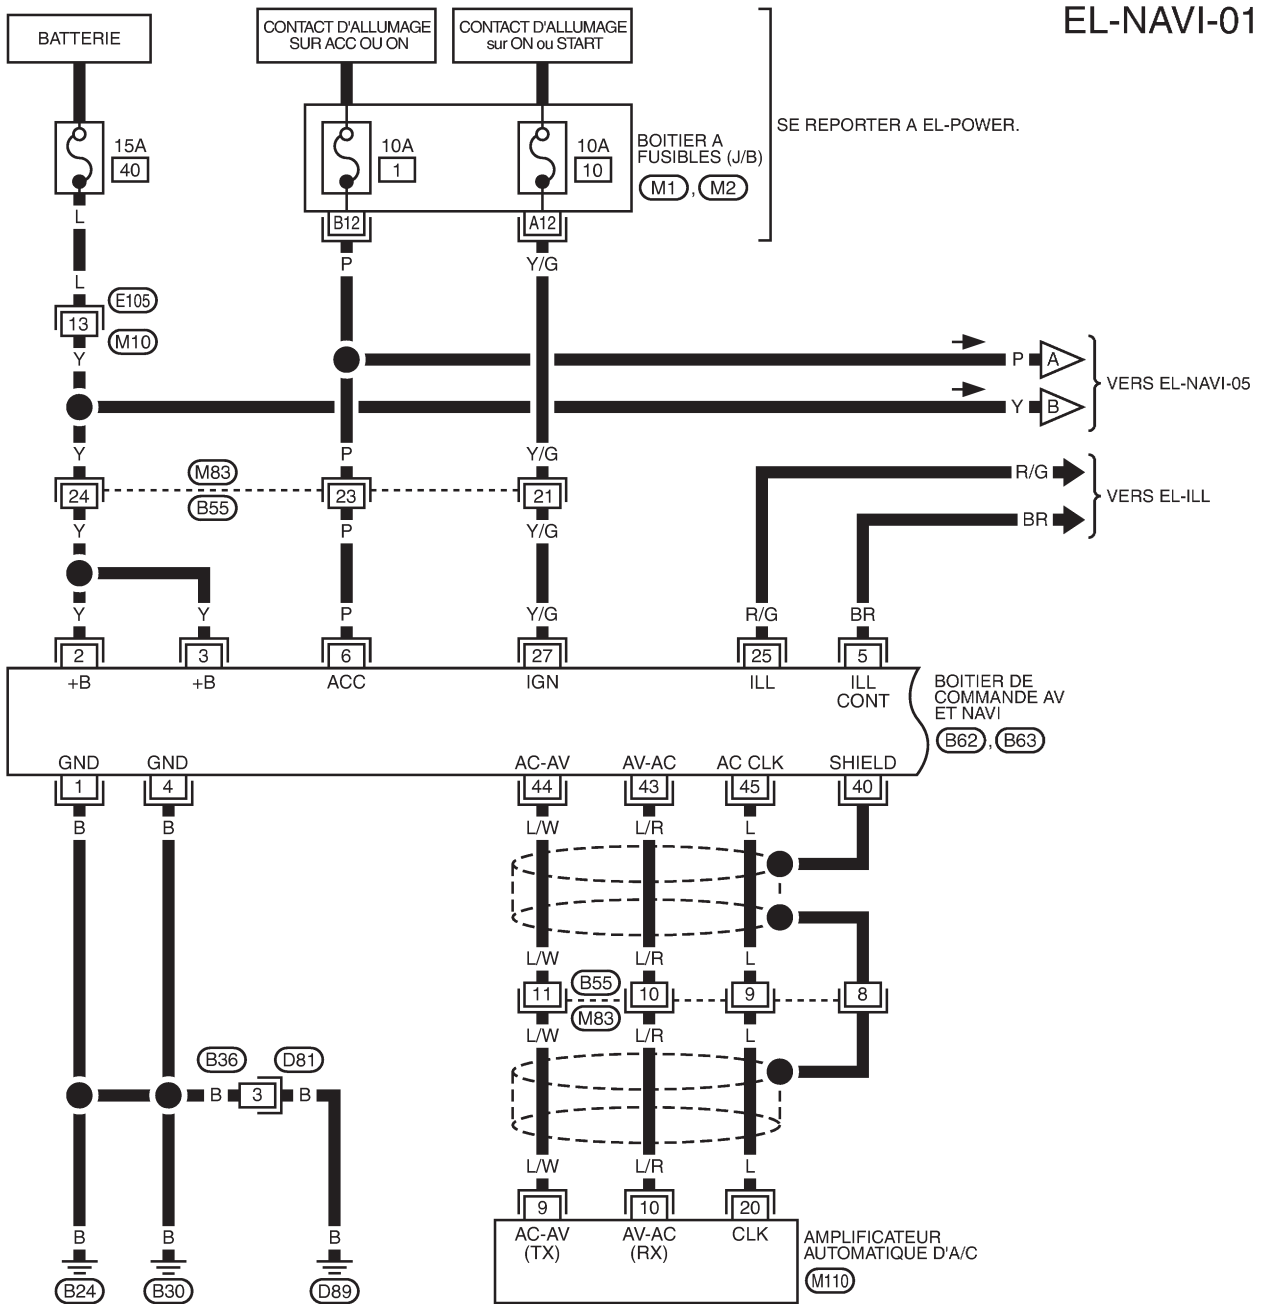 EL-NAVI-01
BATTERIE
CONTACT D'ALLUMAGE
SUR ACC OU ON
CONTACT D'ALLUMAGE
sur ON ou START
SE REPORTER A EL-POWER.
15A
40
10A
1
10A
10
BOITIER A
FUSIBLES (J/B)
M1 , M2
B12
A12
L
P
Y/G
L
E105
13
M10
Y
P
A
VERS EL-NAVI-05
Y
B
Y
P
Y/G
M83
R/G
24
23
21
VERS EL-ILL
B55
BR
Y
P
Y/G
Y
Y
P
Y/G
R/G
BR
2
3
6
27
25
5
+B
+B
ACC
IGN
ILL
ILL
CONT
BOITIER DE
COMMANDE AV
ET NAVI
B62 , B63
GND
GND
AC-AV
AV-AC
AC CLK
SHIELD
1
4
44
43
45
40
B
B
L/W
L/R
L
L/W
L/R
L
B55
11
10
9
8
M83
L/W
L/R
L
B36
D81
B
3
B
L/W
L/R
L
9
10
20
AC-AV
(TX)
AV-AC
(RX)
CLK
AMPLIFICATEUR
AUTOMATIQUE D'A/C
M110
B
B
B
B24
B30
D89